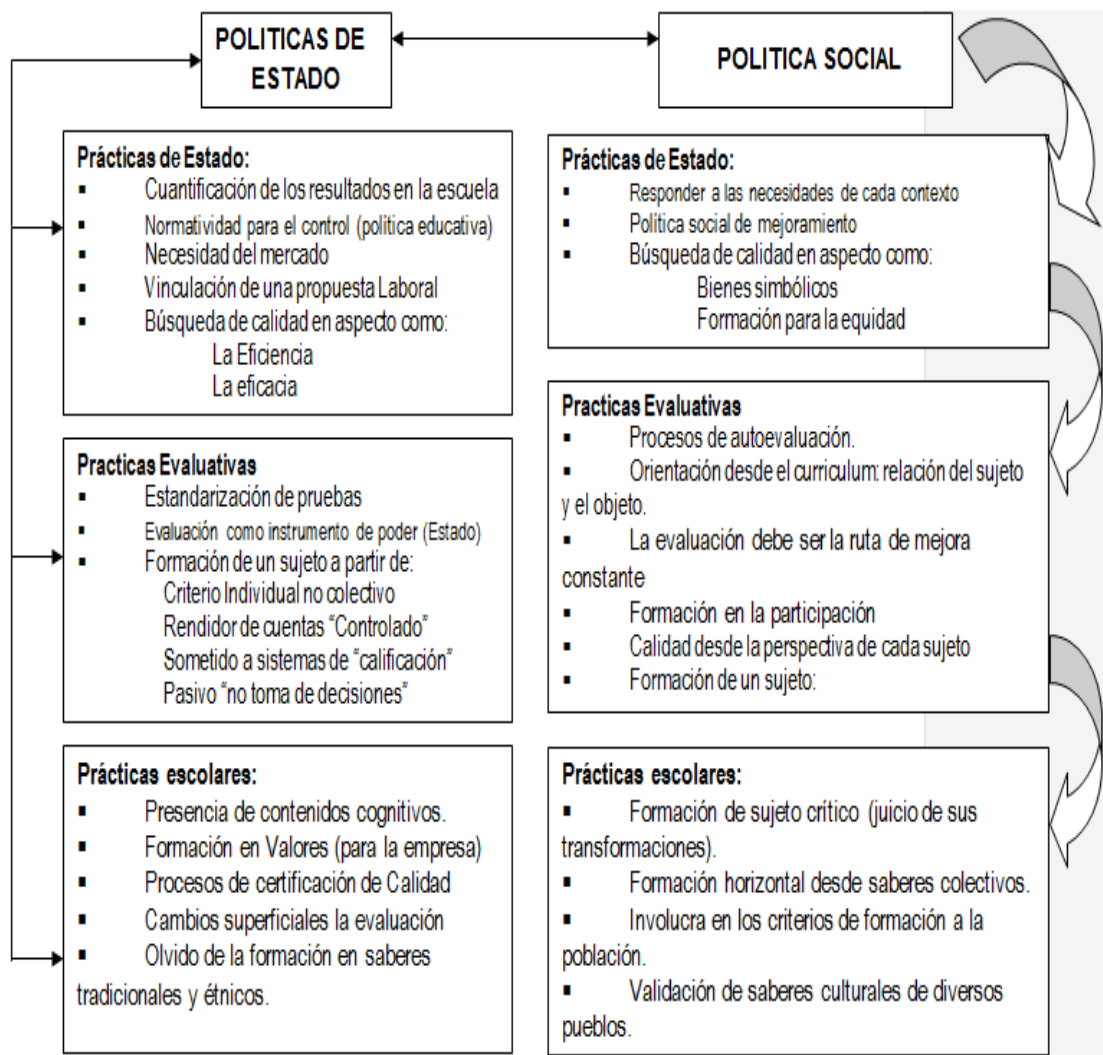 POLITICAS DE
ESTADO
POLITICA SOCIAL
Prácticas de Estado:
▪ Cuantificación de los resultados en la escuela
▪ Normatividad para el control (política educativa)
▪ Necesidad del mercado
▪ Vinculación de una propuesta Laboral
▪ Búsqueda de calidad en aspecto como:
La Eficiencia
La eficacia
Practicas Evaluativas
▪ Estandarización de pruebas
▪ Evaluación como instrumento de poder (Estado)
▪ Formación de un sujeto a partir de:
Criterio Individual no colectivo
Rendidor de cuentas “Controlado”
Sometido a sistemas de “calificación”
Pasivo “no toma de decisiones”
Prácticas escolares:
▪ Presencia de contenidos cognitivos.
▪ Formación en Valores (para la empresa)
▪ Procesos de certificación de Calidad
▪ Cambios superficiales la evaluación
▪ Olvido de la formación en saberes
tradicionales y étnicos.
Prácticas de Estado:
▪ Responder a las necesidades de cada contexto
▪ Política social de mejoramiento
▪ Búsqueda de calidad en aspecto como:
Bienes simbólicos
Formación para la equidad
Practicas Evaluativas
▪ Procesos de autoevaluación.
▪ Orientación desde el curriculum: relación del sujeto
y el objeto.
▪ La evaluación debe ser la ruta de mejora
constante
▪ Formación en la participación
▪ Calidad desde la perspectiva de cada sujeto
▪ Formación de un sujeto:
Prácticas escolares:
▪ Formación de sujeto crítico (juicio de sus
transformaciones).
▪ Formación horizontal desde saberes colectivos.
▪ Involucra en los criterios de formación a la
población.
▪ Validación de saberes culturales de diversos
pueblos.